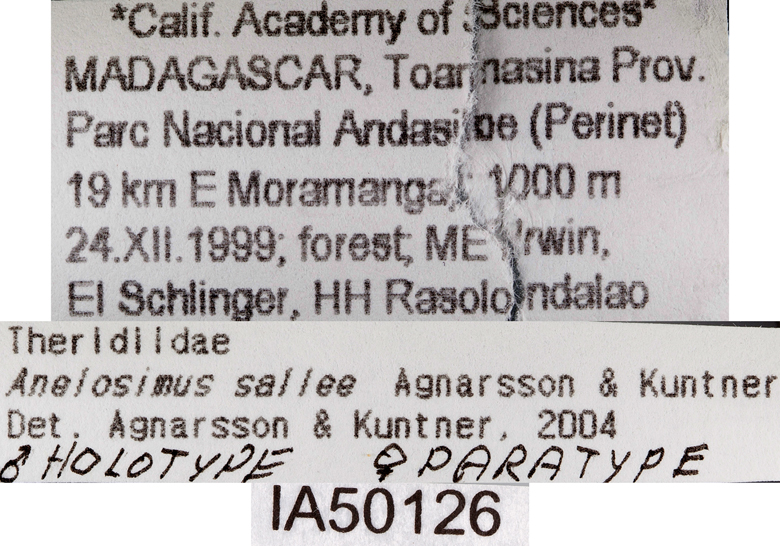 *Calif. Academy of Sciences*
MADAGASCAR, Toamasina Prov.
Parc Nacional Andasibe (Perinet)
19 km E Moramanga; 1000 m
24.XII.1999; forest; ME Irwin,
EI Schlinger, HH Rasolondalao
Theridiidae
Anelosimus sallee Agnarsson & Kuntner
Det. Agnarsson & Kuntner, 2004
♂ HOLOTYPE ♀ PARATYPE
IA50126